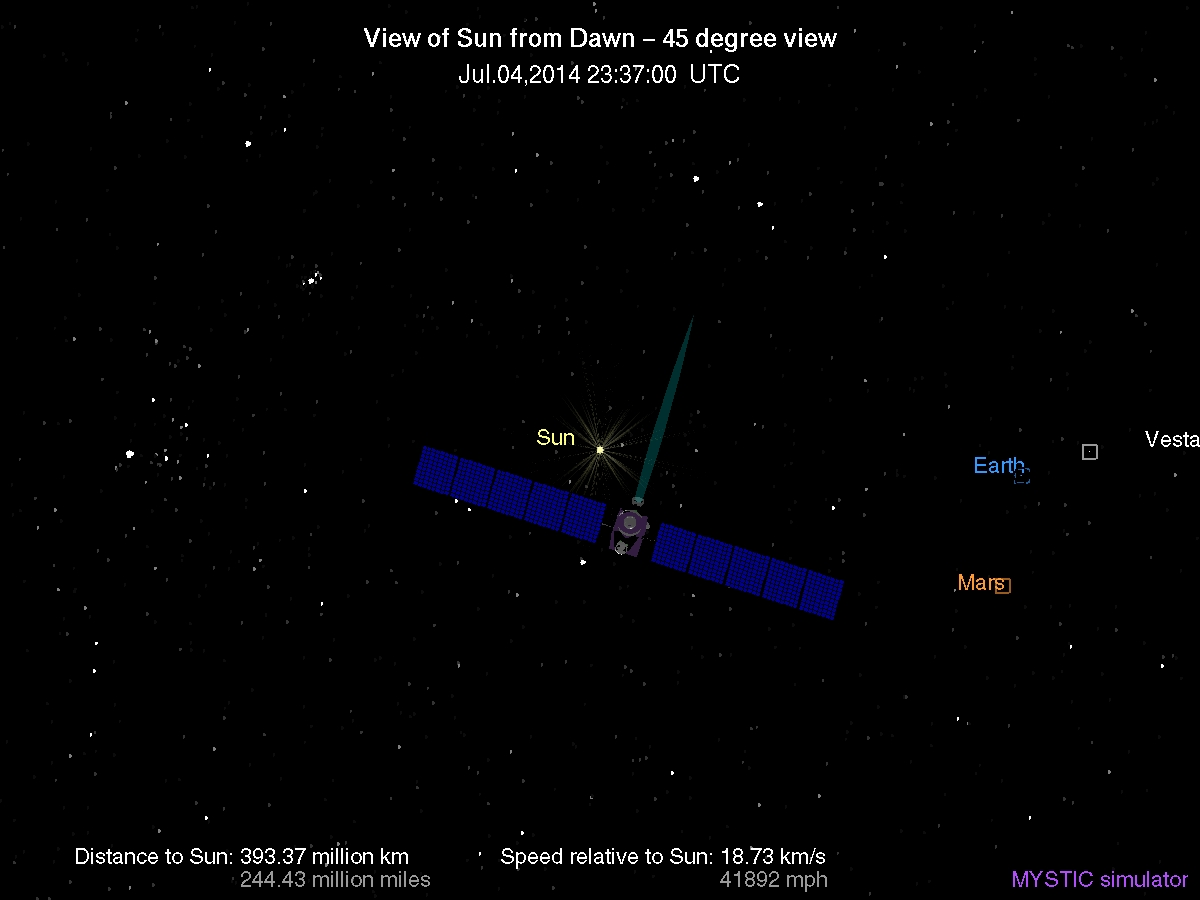 View of Sun from Dawn – 45 degree view
Jul.04,2014 23:37:00 UTC
Sun
Vesta
Earth
Mars
Distance to Sun: 393.37 million km
244.43 million miles
Speed relative to Sun: 18.73 km/s
41892 mph
MYSTIC simulator